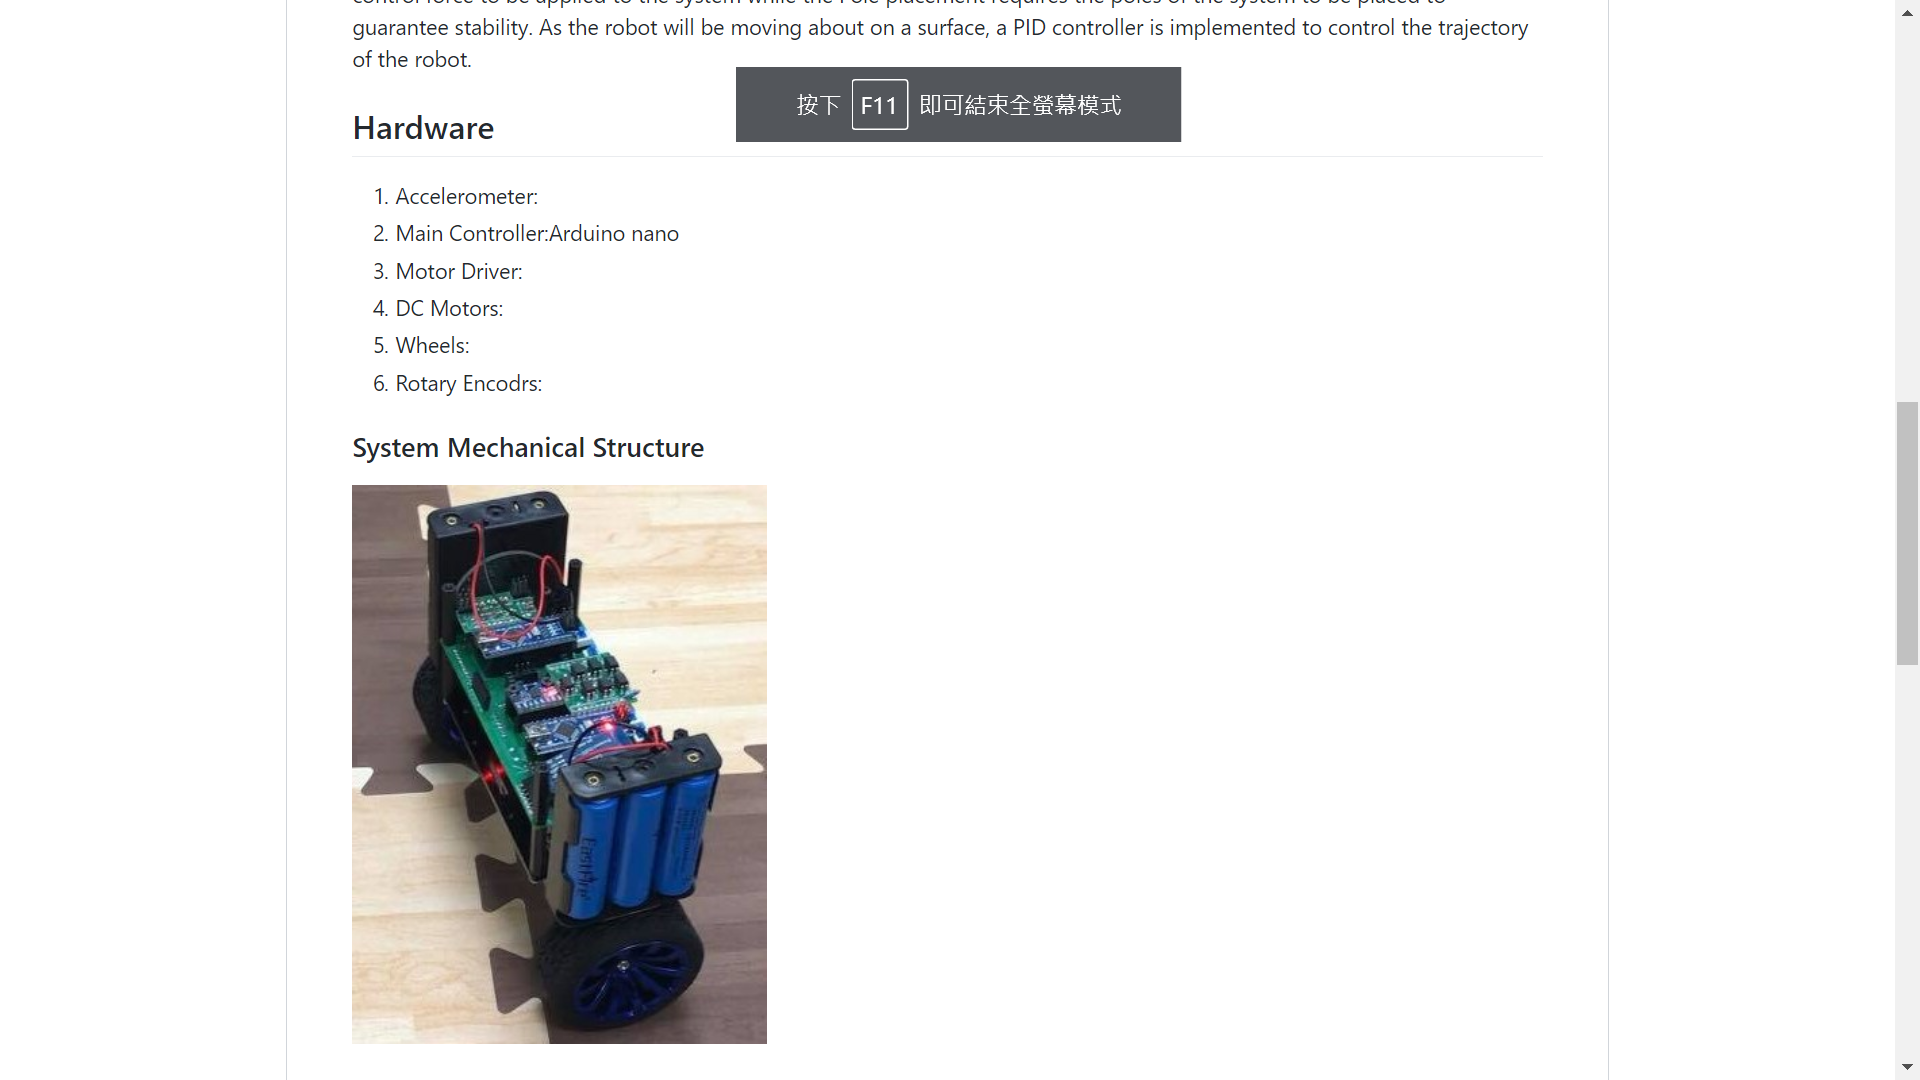 guarantee stability. As the robot will be moving about on a surface, a PID controller is implemented to control the trajectory
of the robot.
按下 F11 即可結束全螢幕模式
Hardware
1. Accelerometer:
2. Main Controller:Arduino nano
3. Motor Driver:
4. DC Motors:
5. Wheels:
6. Rotary Encodrs:
System Mechanical Structure
EastFire